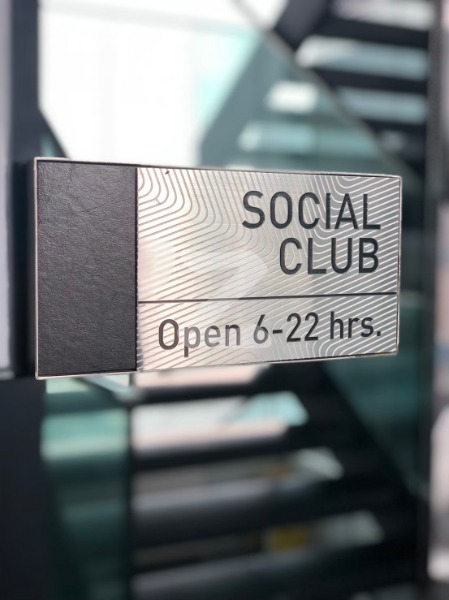 SOCIAL
CLUB
Open 6-22 hrs.